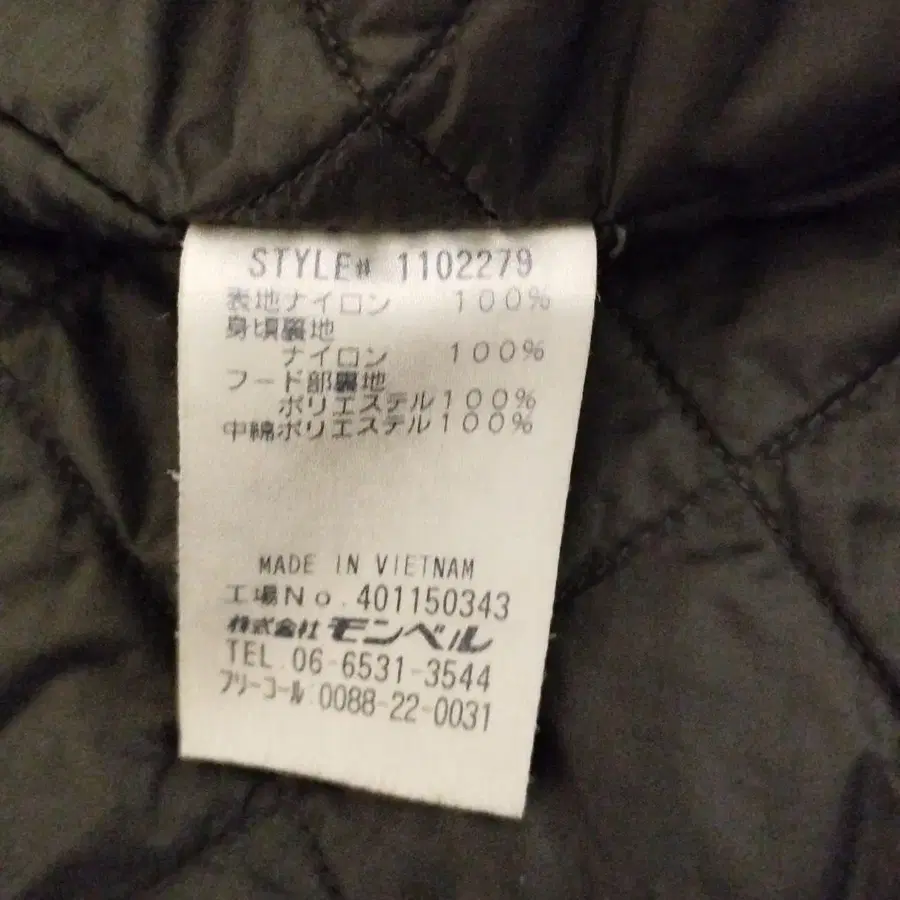 STYLE# 1102279
表地ナイロン 100%
身頃裏地
ナイロン 100%
フード部裏地
ポリエステル100%
中綿ポリエステル100%
MADE IN VIETNAM
工場No.401150343
株式会社モンベル
TEL.06-6531-3544
フリーコール:0088-22-0031